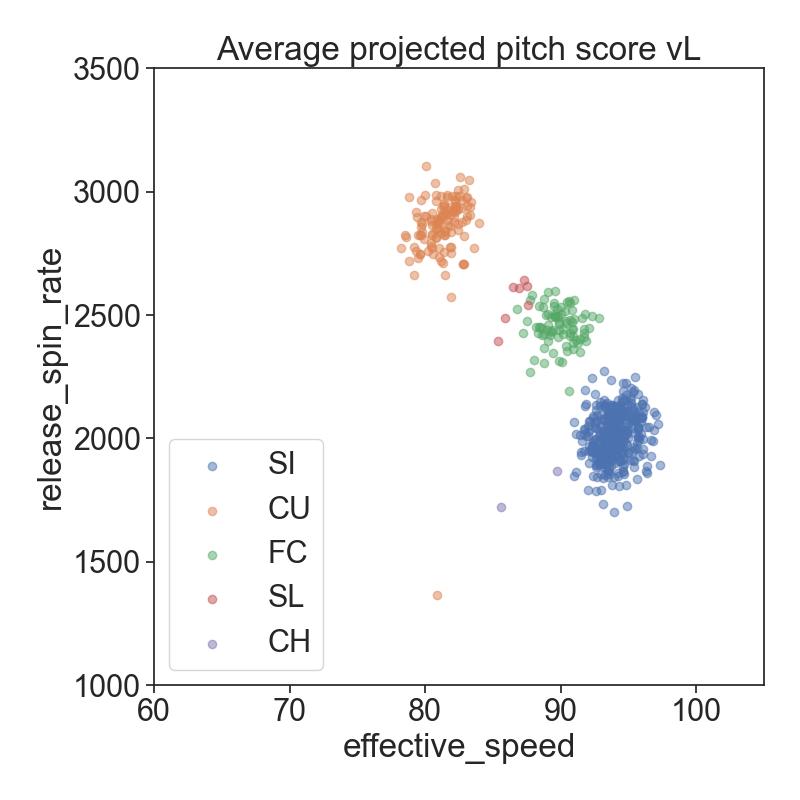 Average projected pitch score vL
3500
3000
2500
2000
1500
1000
release_spin_rate
SI
CU
FC
SL
CH
60 70 80 90 100
effective_speed